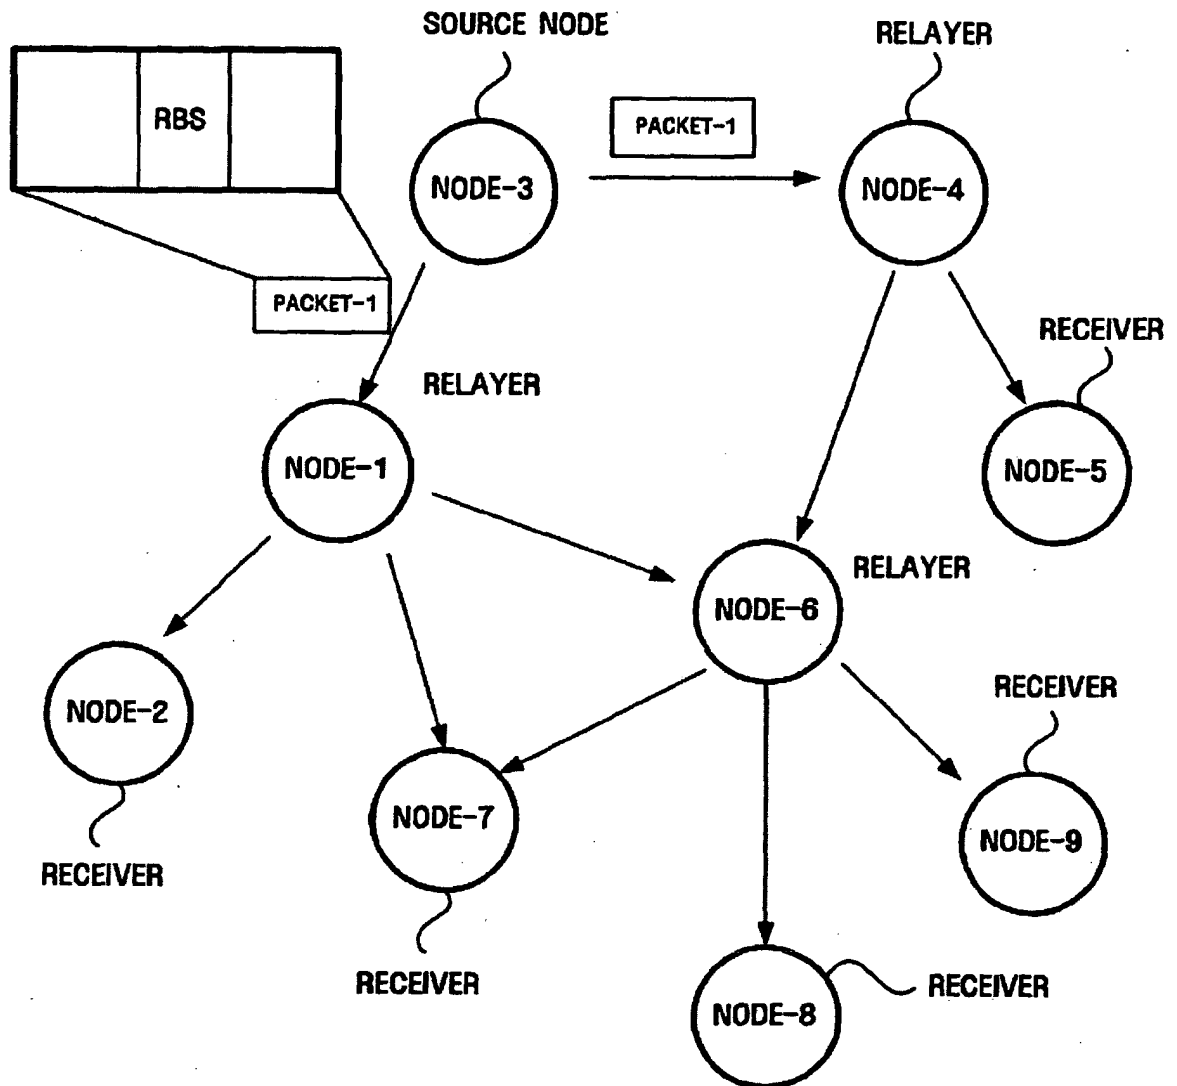 SOURCE NODE
RELAYER
RBS
PACKET-1
NODE-3
NODE-4
PACKET-1
RECEIVER
RELAYER
NODE-1
NODE-5
RELAYER
NODE-6
RECEIVER
NODE-2
NODE-7
NODE-9
RECEIVER
RECEIVER
RECEIVER
NODE-8